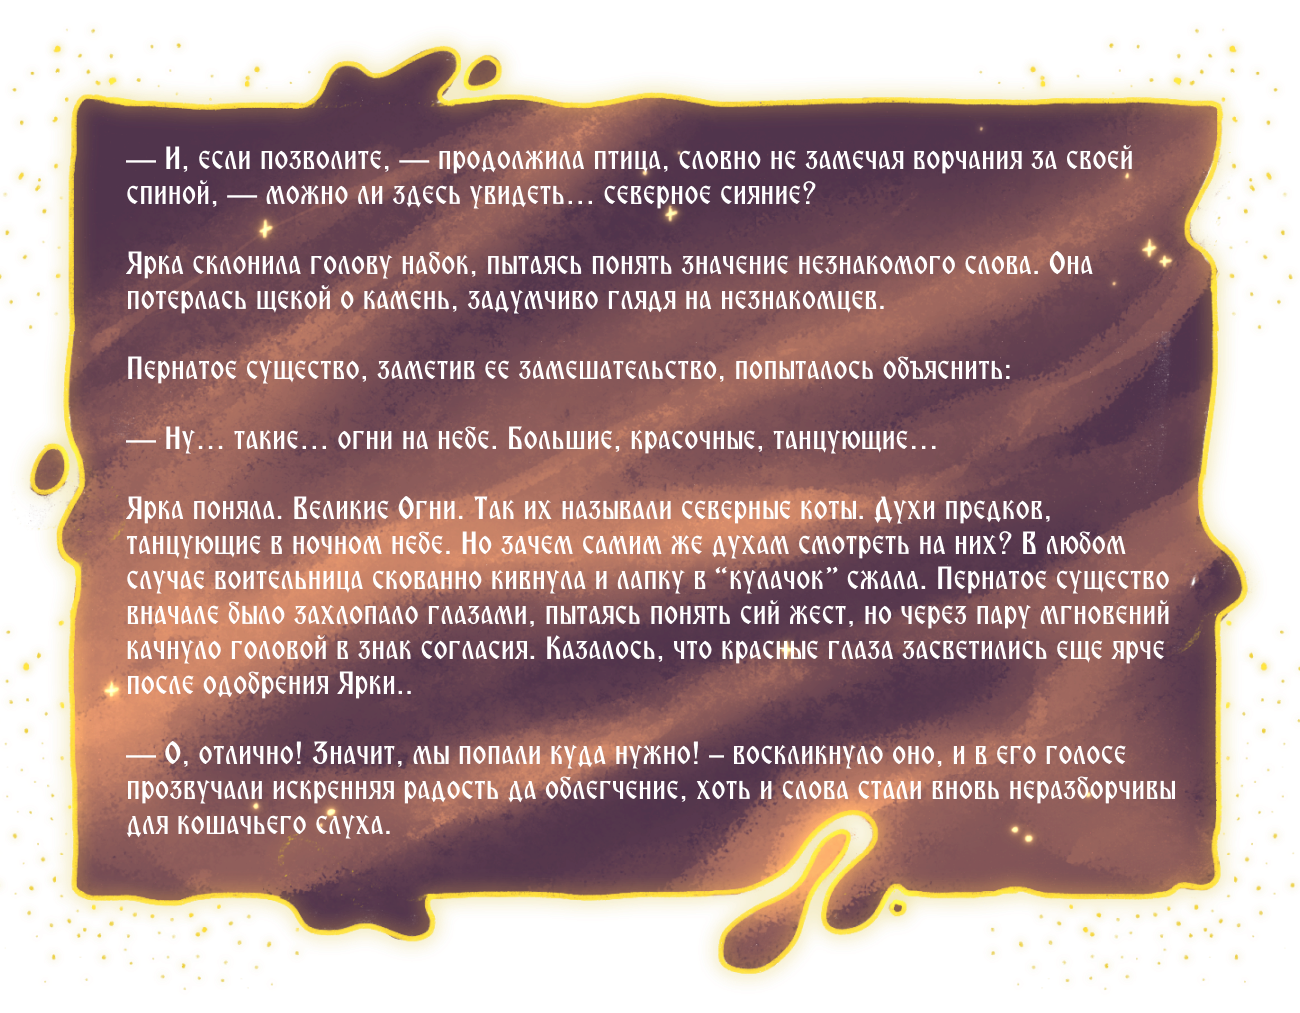 — И, если позволите, — продолжила птица, словно не замечая ворчания за своей
спиной, — можно ли здесь увидеть... северное сияние?
Ярка склонила голову набок, пытаясь понять значение незнакомого слова. Она
потерлась щекой о камень, задумчиво глядя на незнакомцев.
Пернатое существо, заметив ее замешательство, попыталось объяснить:
— Ну... такие... огни на небе. Большие, красочные, танцующие...
Ярка поняла. Великие Огни. Так их называли северные коты. Духи предков,
танцующие в ночном небе. Но зачем самим же духам смотреть на них? В любом
случае воительница скованно кивнула и лапку в “кулачок” сжала. Пернатое существо
вначале было захлопало глазами, пытаясь понять сий жест, но через пару мгновений
качнуло головой в знак согласия. Казалось, что красные глаза засветились еще ярче
после одобрения Ярки..
— О, отлично! Значит, мы попали куда нужно! – воскликнуло оно, и в его голосе
прозвучали искренняя радость да облегчение, хоть и слова стали вновь неразборчивы
для кошачьего слуха.